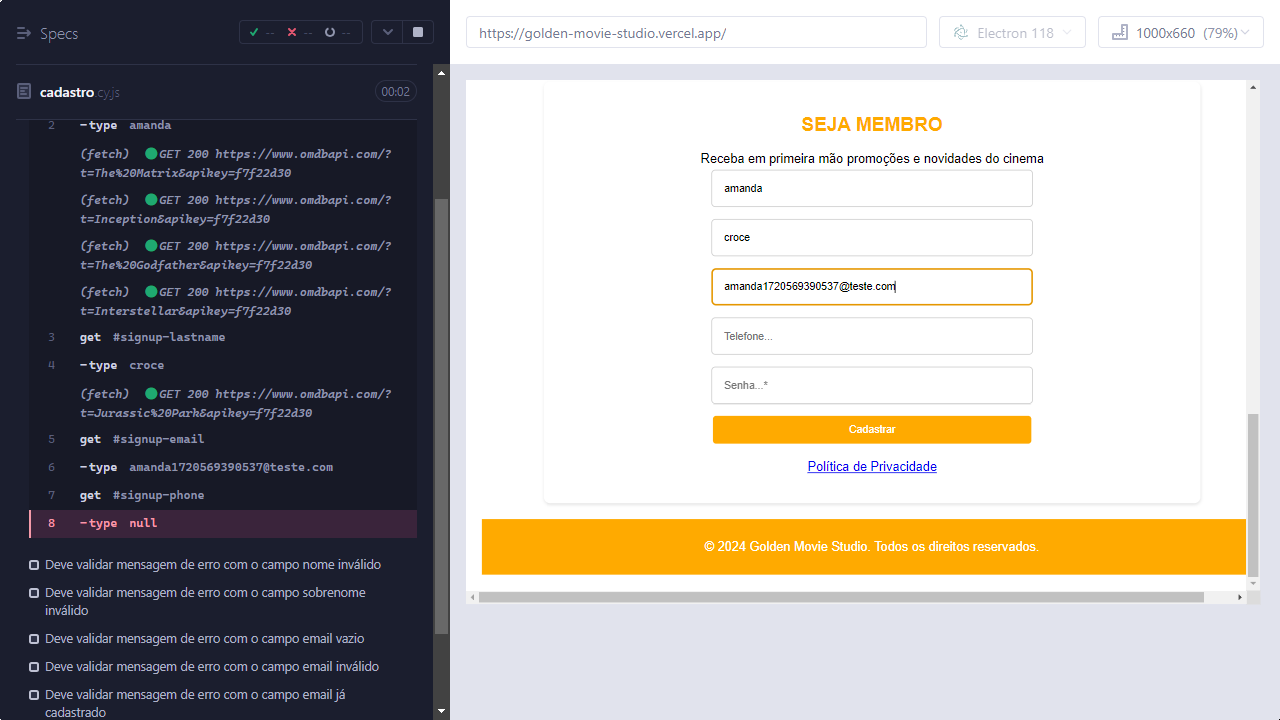 Specs
-- -- --
https://golden-movie-studio.vercel.app/
Electron 118
1000x660 (79%)
cadastro.cy.js
00:02
2 -type amanda
(fetch) GET 200 https://www.omdbapi.com/?
t=The%20Matrix&apikey=f7f22d30
(fetch) GET 200 https://www.omdbapi.com/?
t=Inception&apikey=f7f22d30
(fetch) GET 200 https://www.omdbapi.com/?
t=The%20Godfather&apikey=f7f22d30
(fetch) GET 200 https://www.omdbapi.com/?
t=Interstellar&apikey=f7f22d30
3 get #signup-lastname
4 -type croce
(fetch) GET 200 https://www.omdbapi.com/?
t=Jurassic%20Park&apikey=f7f22d30
5 get #signup-email
6 -type amanda1720569390537@teste.com
7 get #signup-phone
8 -type null
Deve validar mensagem de erro com o campo nome inválido
Deve validar mensagem de erro com o campo sobrenome
inválido
Deve validar mensagem de erro com o campo email vazio
Deve validar mensagem de erro com o campo email inválido
Deve validar mensagem de erro com o campo email já
cadastrado
SEJA MEMBRO
Receba em primeira mão promoções e novidades do cinema
amanda
croce
amanda1720569390537@teste.com
Telefone...
Senha...*
Cadastrar
Política de Privacidade
© 2024 Golden Movie Studio. Todos os direitos reservados.